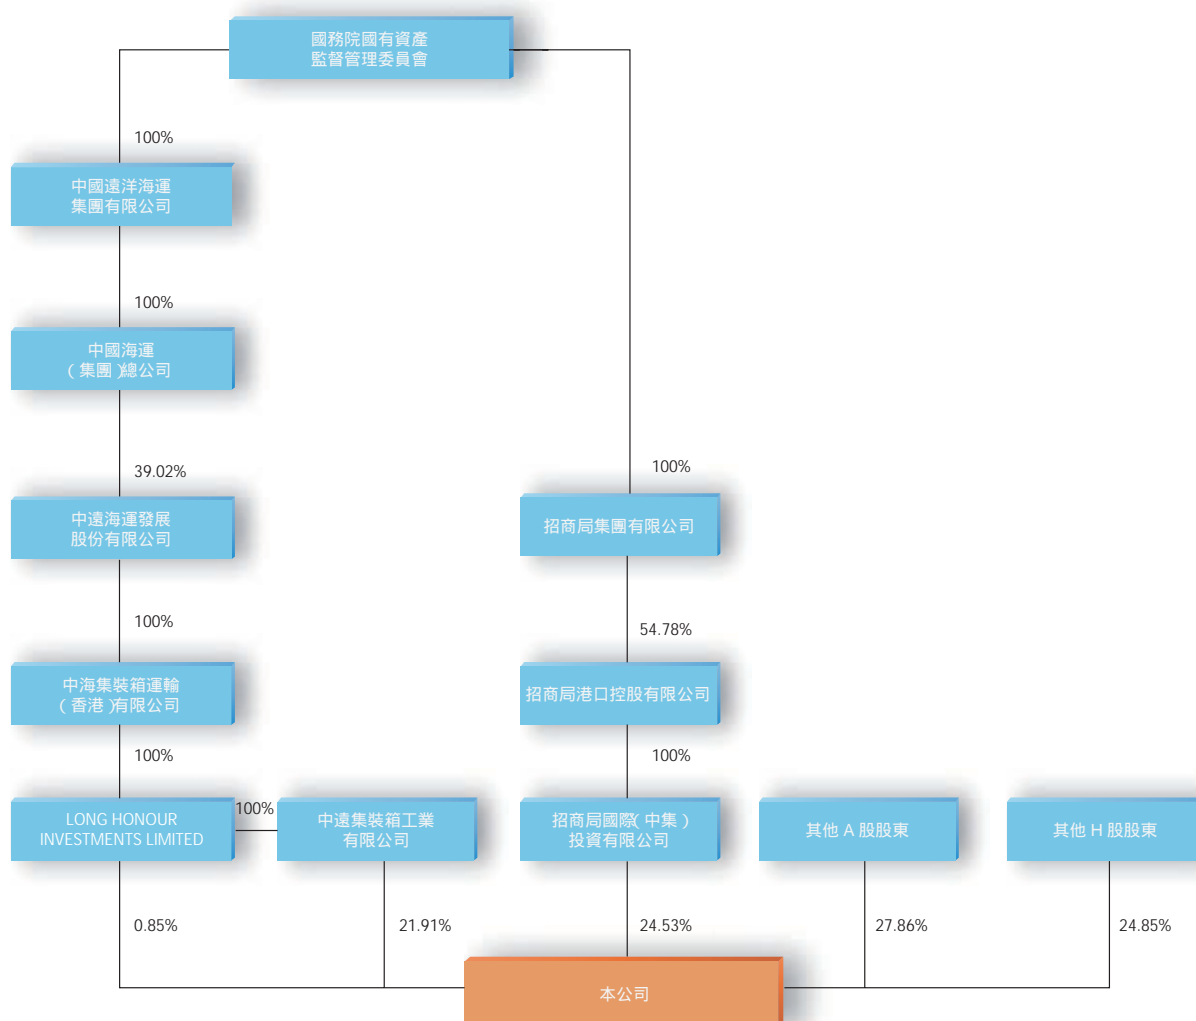 國務院國有資產
監督管理委員會
100%
中國遠洋海運
集團有限公司
100%
中國海運
（集團）總公司
39.02%
100%
中遠海運發展
股份有限公司
招商局集團有限公司
100%
54.78%
中海集裝箱運輸
（香港）有限公司
招商局港口控股有限公司
100%
100%
LONG HONOUR
INVESTMENTS LIMITED
100%
中遠集裝箱工業
有限公司
招商局國際（中集）
投資有限公司
其他 A 股股東
其他 H 股股東
0.85%
21.91%
24.53%
27.86%
24.85%
本公司